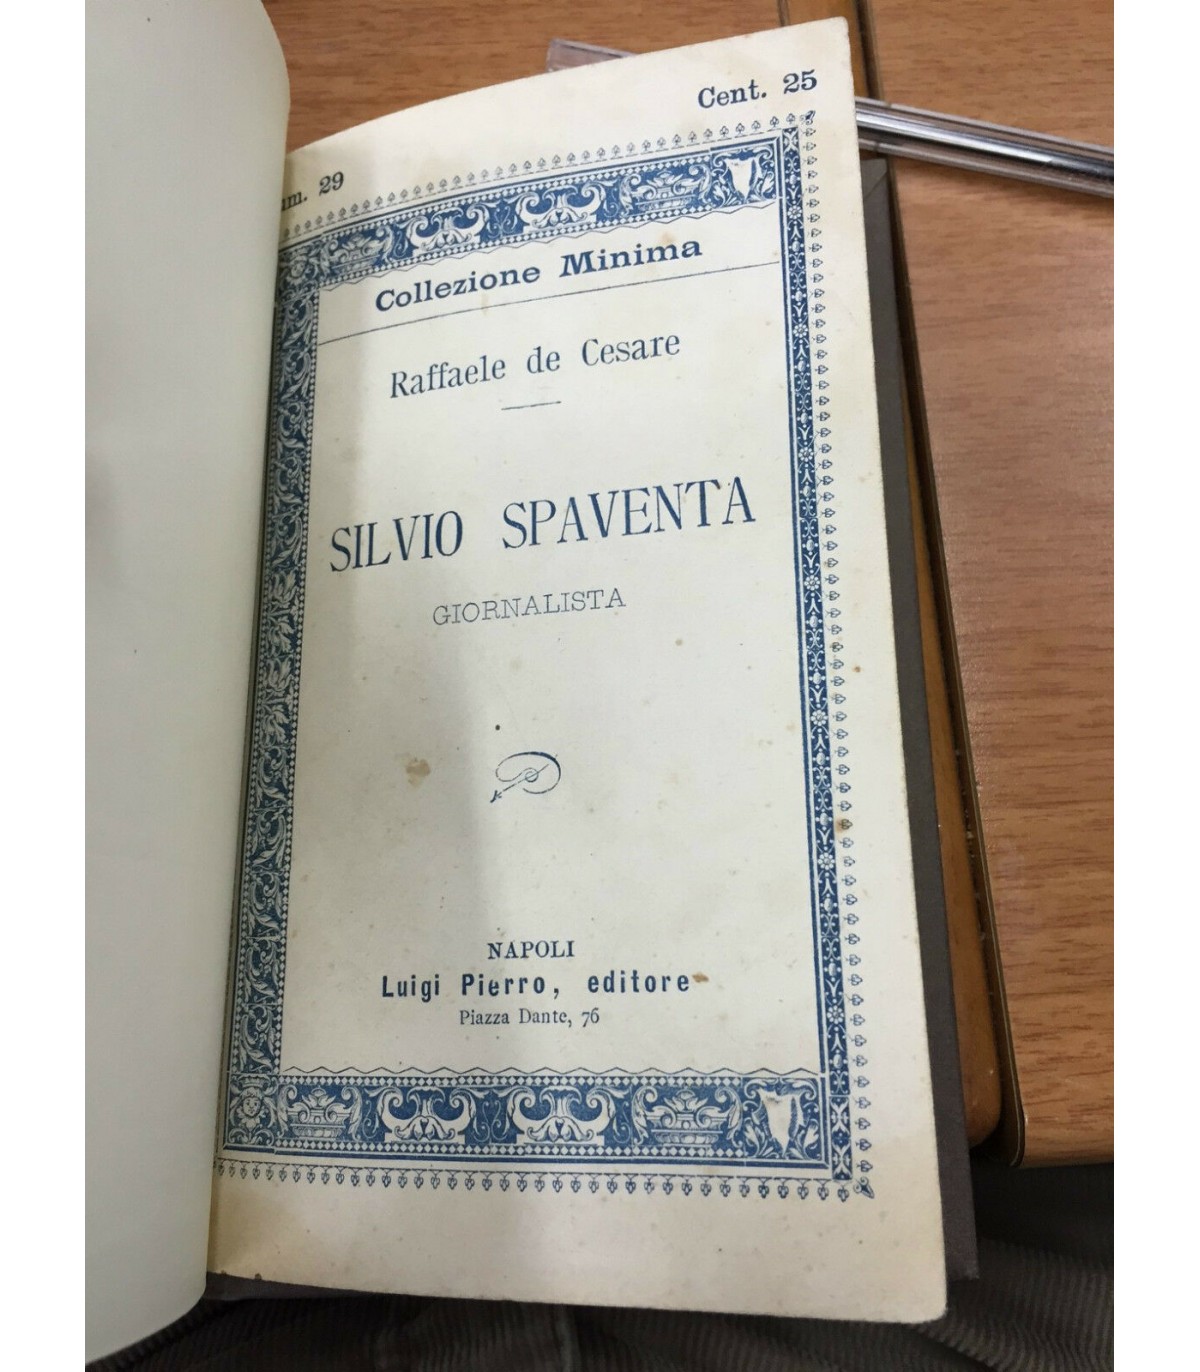 29
Cent. 25
Collezione Minima
Raffaele de Cesare
SILVIO SPAVENTA
GIORNALISTA
NAPOLI
Luigi Pierro, editore
Piazza Dante, 76